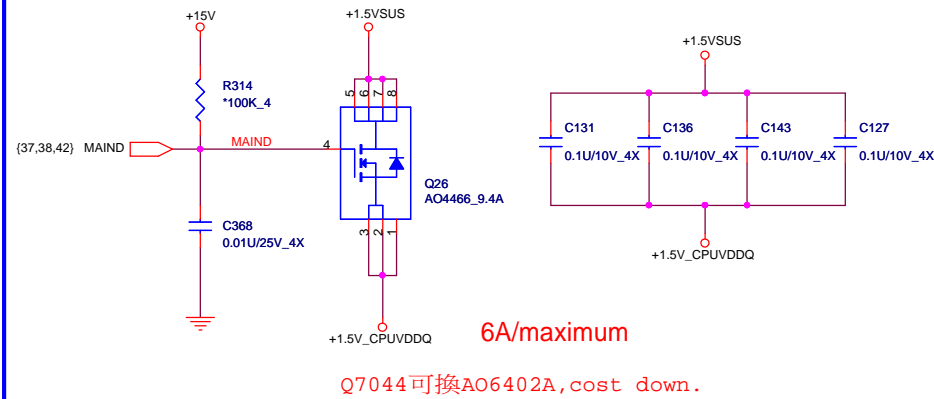 +15V
+1.5VSUS
+1.5VSUS
R314
*100K_4
5 6 7 8
{37,38,42} MAIND
MAIND
4
C131
0.1U/10V_4X
C136
0.1U/10V_4X
C143
0.1U/10V_4X
C127
0.1U/10V_4X
Q26
AO4466_9.4A
C368
0.01U/25V_4X
3 2 1
+1.5V_CPUVDDQ
+1.5V_CPUVDDQ
6A/maximum
Q7044可換AO6402A,cost down.